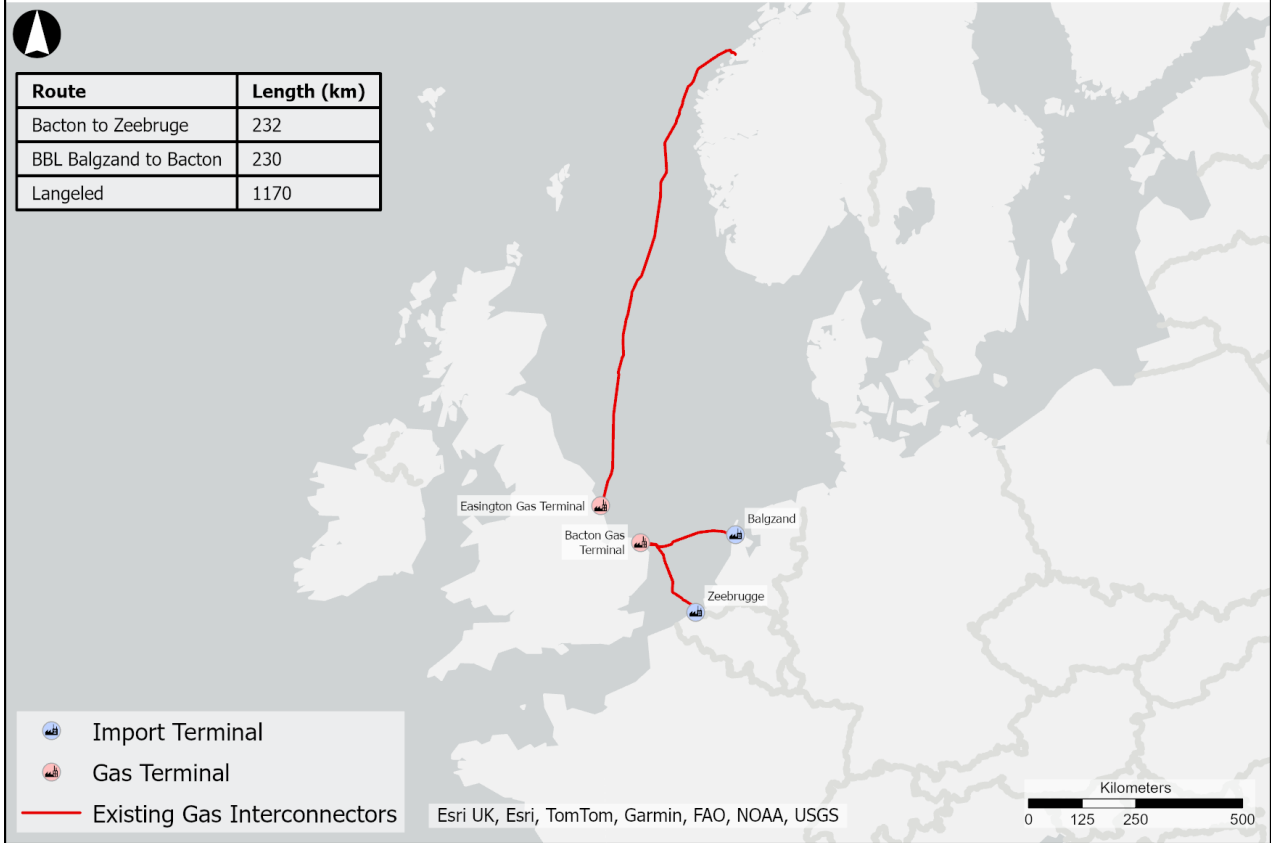 Route Length (km)
Bacton to Zeebruge 232
BBL Balgzand to Bacton 230
Langeled 1170
Easington Gas Terminal
Bacton Gas
Terminal
Balgzand
Zeebrugge
Import Terminal
Gas Terminal
Existing Gas Interconnectors
Esri UK, Esri, TomTom, Garmin, FAO, NOAA, USGS
Kilometers
0 125 250 500